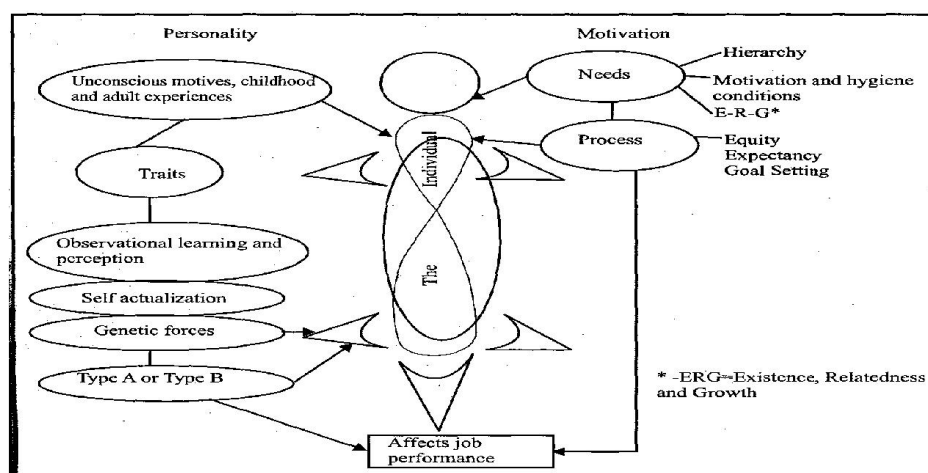 Personality
Unconscious motives, childhood
and adult experiences
Traits
Observational learning and
perception
Self actualization
Genetic forces
Type A or Type B
The Individual
Motivation
Needs
Hierarchy
Motivation and hygiene
conditions
E-R-G*
Process
Equity
Expectancy
Goal Setting
* -ERG=Existence, Relatedness
and Growth
Affects job
performance